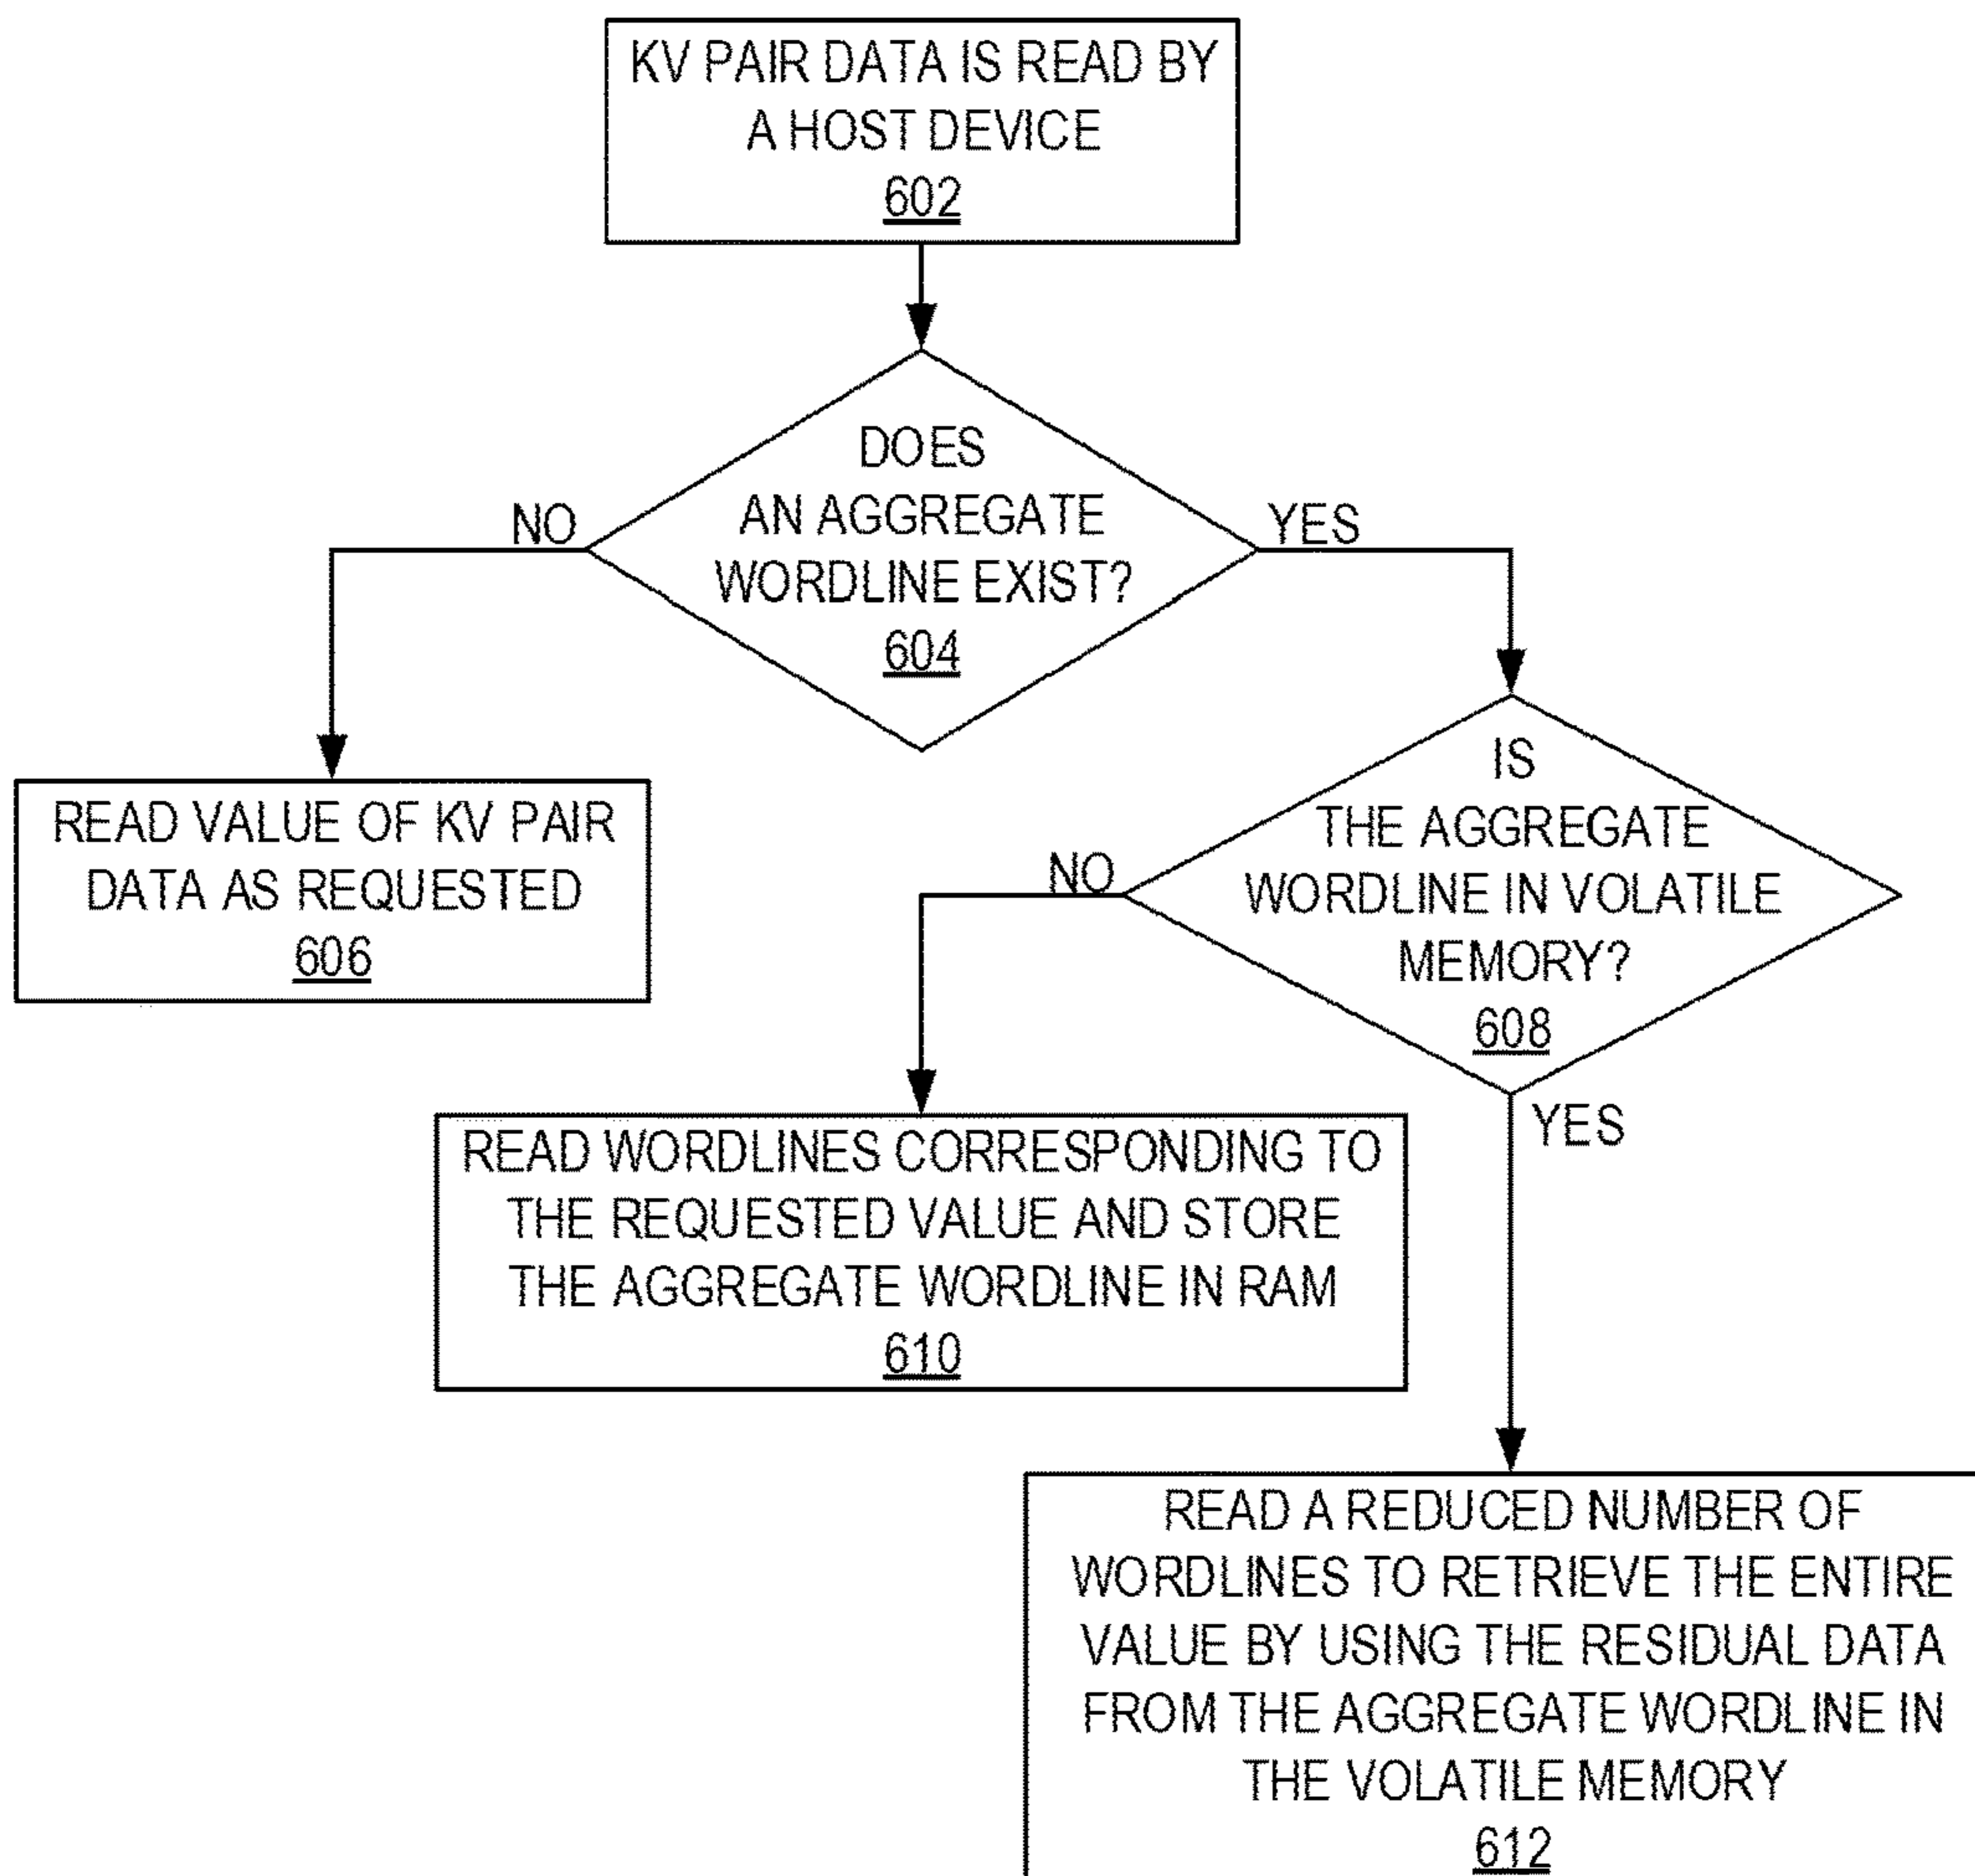 KV PAIR DATA IS READ BY
A HOST DEVICE
602
DOES
AN AGGREGATE
WORDLINE EXIST?
604
NO
YES
READ VALUE OF KV PAIR
DATA AS REQUESTED
606
IS
THE AGGREGATE
WORDLINE IN VOLATILE
MEMORY?
608
NO
YES
READ WORDLINES CORRESPONDING TO
THE REQUESTED VALUE AND STORE
THE AGGREGATE WORDLINE IN RAM
610
READ A REDUCED NUMBER OF
WORDLINES TO RETRIEVE THE ENTIRE
VALUE BY USING THE RESIDUAL DATA
FROM THE AGGREGATE WORDLINE IN
THE VOLATILE MEMORY
612